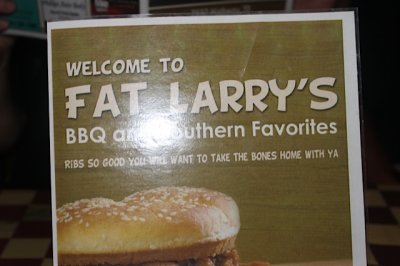 WELCOME TO
FAT LARRY'S
BBQ and Southern Favorites
RIBS SO GOOD YOU WILL WANT TO TAKE THE BONES HOME WITH YA